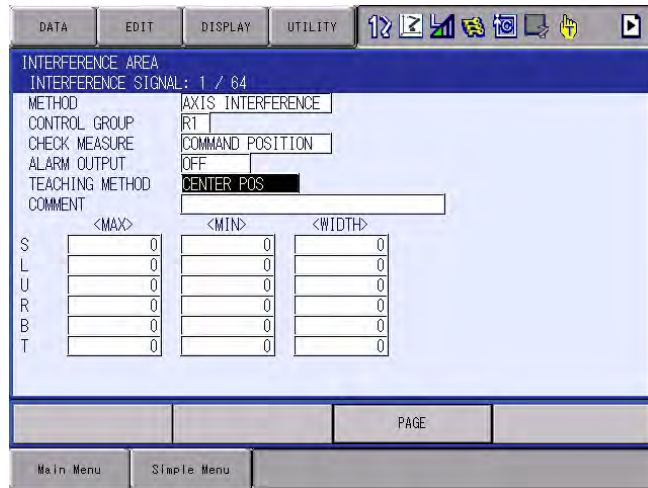 DATA EDIT DISPLAY UTILITY
INTERFERENCE AREA
INTERFERENCE SIGNAL: 1 / 64
METHOD AXIS INTERFERENCE
CONTROL GROUP R1
CHECK MEASURE COMMAND POSITION
ALARM OUTPUT OFF
TEACHING METHOD CENTER POS
COMMENT
<MAX> <MIN> <WIDTH>
S 0 0 0
L 0 0 0
U 0 0 0
R 0 0 0
B 0 0 0
T 0 0 0
PAGE
Main Menu Simple Menu